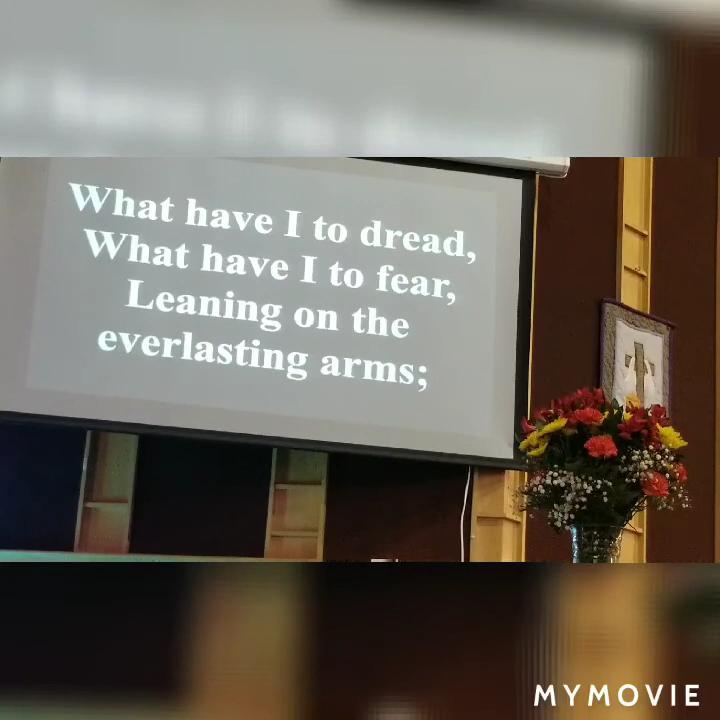 What have I to dread,
What have I to fear,
Leaning on the
everlasting arms;
MYMOVIE